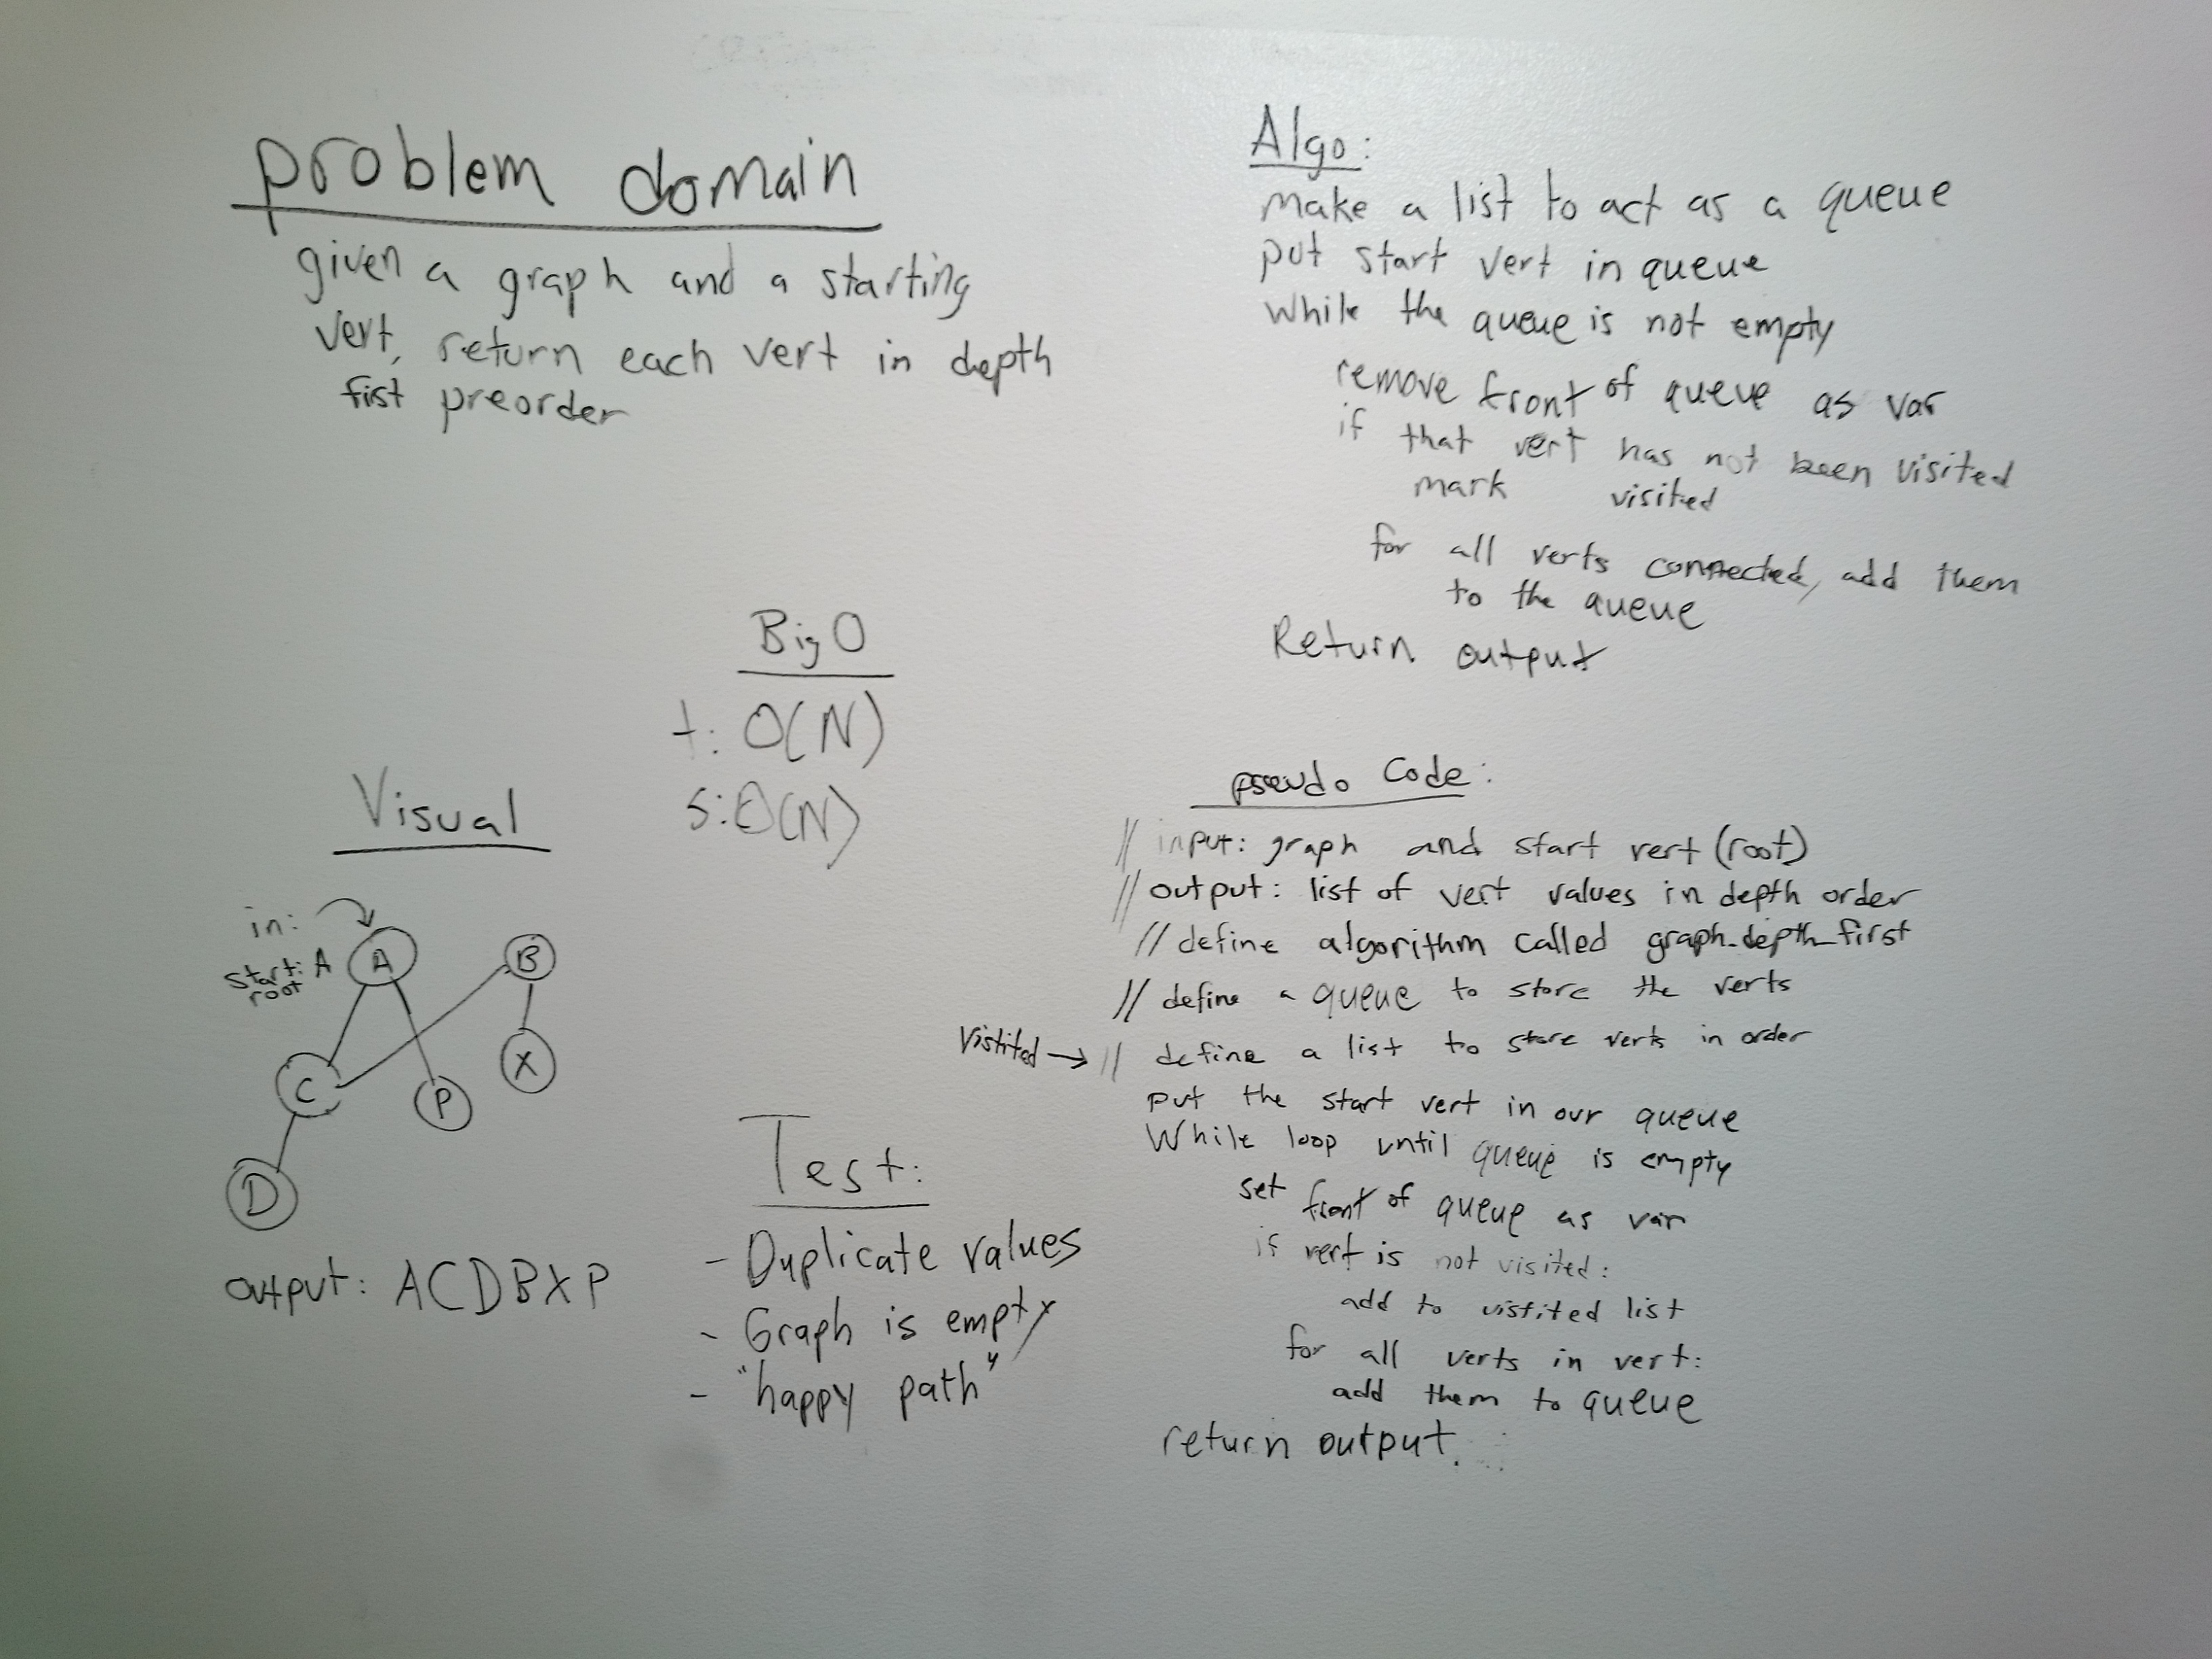 problem domain
given a graph and a starting
vert, return each vert in depth
fist preorder
Big O
t: O(N)
s: O(N)
Visual
in:
start: A
root
A
B
C
P
X
D
output: ACDBXP
Test:
- Duplicate values
- Graph is empty
- "happy path"
Algo:
make a list to act as a queue
put start vert in queue
While the queue is not empty
remove front of queue as var
if that vert has not been visited
mark visited
for all verts connected, add them
to the queue
Return output
pseudo Code:
// input: graph and start vert (root)
// output: list of vert values in depth order
// define algorithm called graph_depth_first
// define a queue to store the verts
Vistited → // define a list to store verts in order
put the start vert in our queue
While loop until queue is empty
set front of queue as var
if vert is not visited:
add to vistited list
for all verts in vert:
add them to queue
return output.